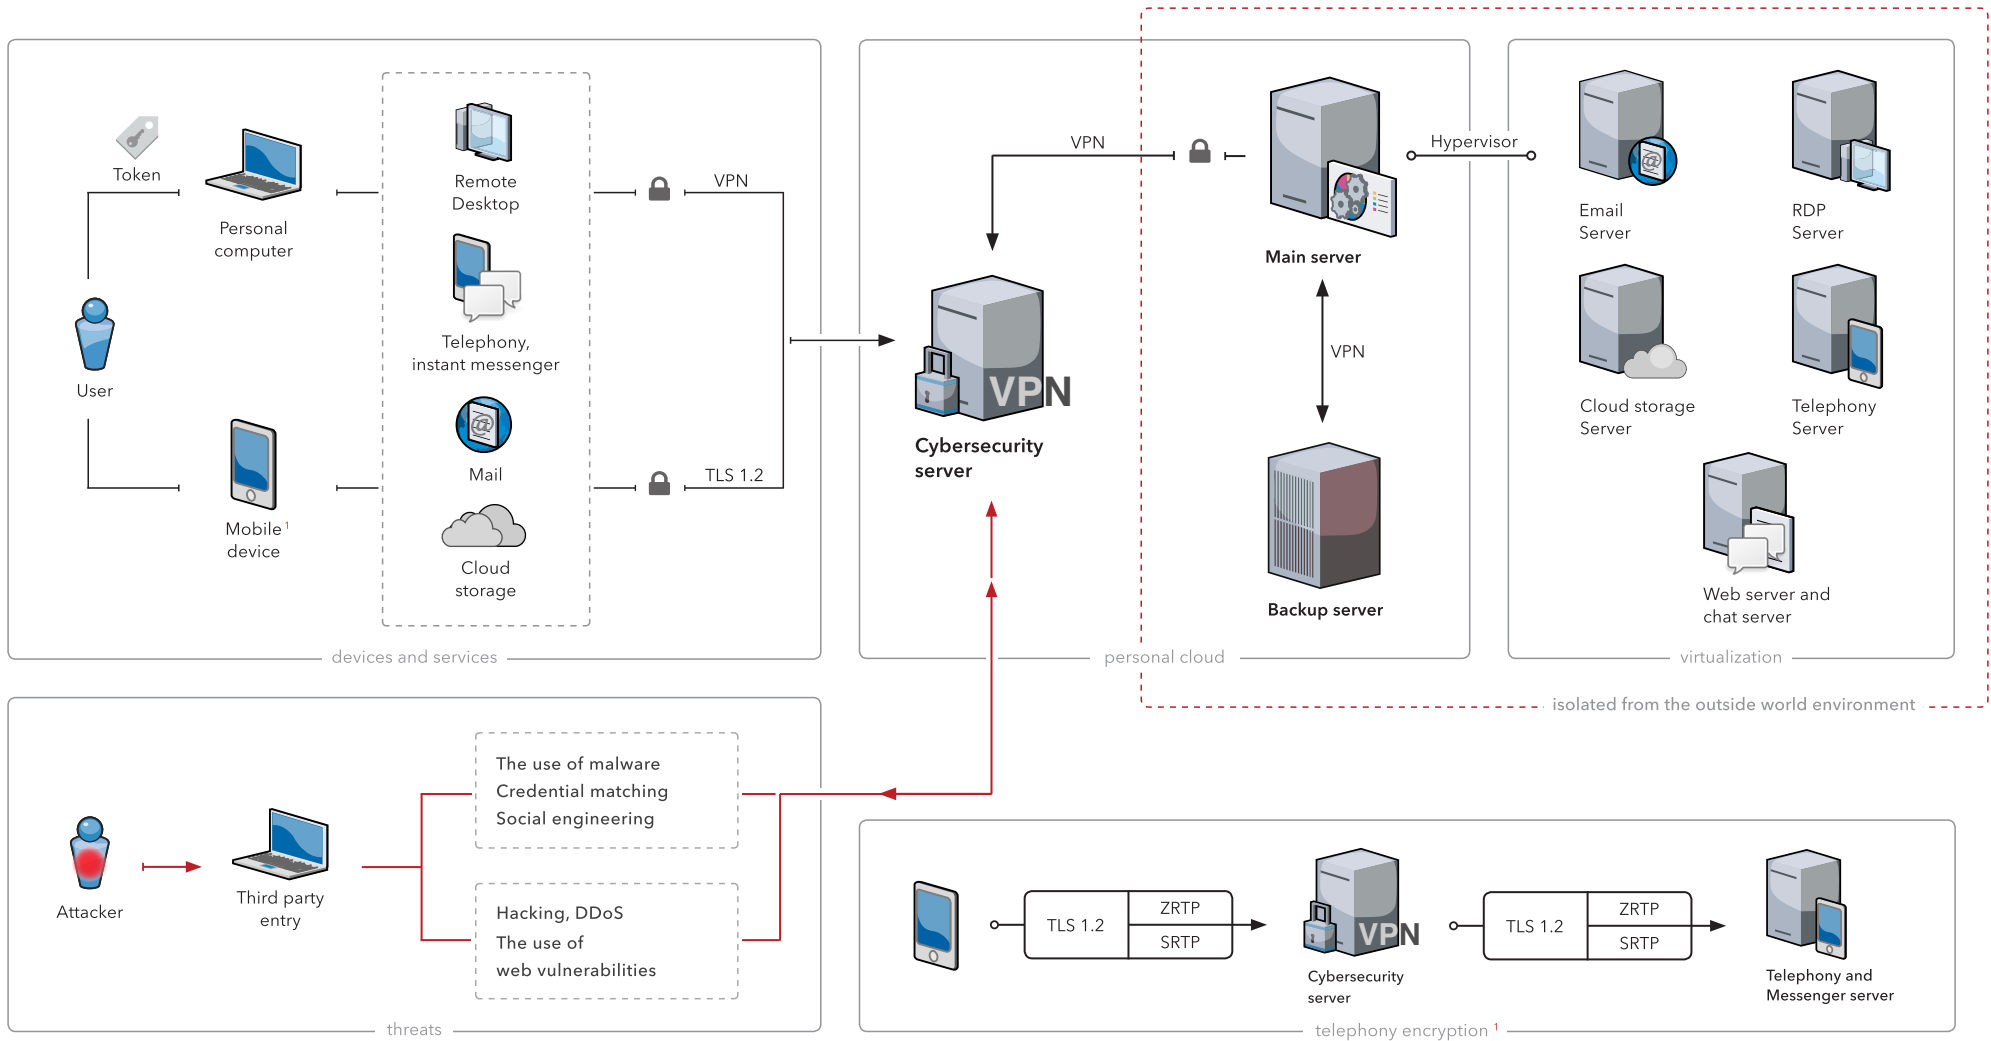 Token
Personal
computer
User
Mobile 1
device
Remote
Desktop
Telephony,
instant messenger
Mail
Cloud
storage
VPN
TLS 1.2
devices and services
VPN
VPN
Cybersecurity
server
Main server
VPN
Backup server
personal cloud
Hypervisor
Email
Server
RDP
Server
Cloud storage
Server
Telephony
Server
Web server and
chat server
virtualization
isolated from the outside world environment
Attacker
Third party
entry
The use of malware
Credential matching
Social engineering
Hacking, DDoS
The use of
web vulnerabilities
threats
TLS 1.2
ZRTP
SRTP
VPN
Cybersecurity
server
TLS 1.2
ZRTP
SRTP
Telephony and
Messenger server
telephony encryption 1